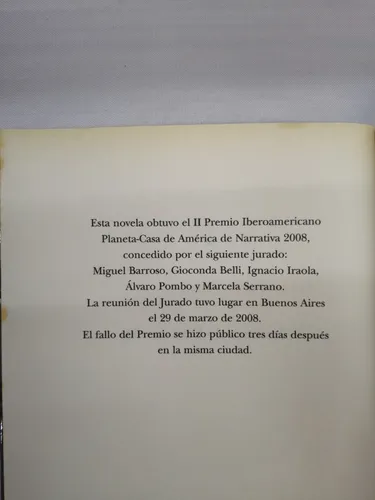 Esta novela obtuvo el II Premio Iberoamericano
Planeta-Casa de América de Narrativa 2008,
concedido por el siguiente jurado:
Miguel Barroso, Gioconda Belli, Ignacio Iraola,
Álvaro Pombo y Marcela Serrano.
La reunión del Jurado tuvo lugar en Buenos Aires
el 29 de marzo de 2008.
El fallo del Premio se hizo público tres días después
en la misma ciudad.